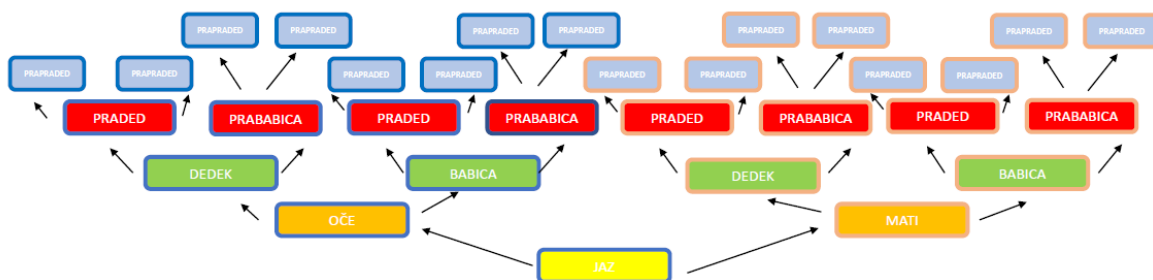 PRAPRADED PRAPRADED PRAPRADED PRAPRADED PRAPRADED PRAPRADED PRAPRADED PRAPRADED
PRAPRADED PRAPRADED PRAPRADED PRAPRADED PRAPRADED PRAPRADED PRAPRADED PRAPRADED
PRADED PRABABICA PRADED PRABABICA PRADED PRABABICA PRADED PRABABICA
DEDEK BABICA DEDEK BABICA
OČE MATI
JAZ